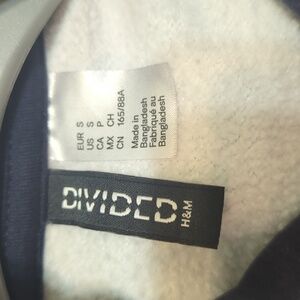 EUR S
US S
CA P
MX CH
CN 165/88A
Made in
Bangladesh
Fabriqué au
Bangladesh
DIVIDED
H&M